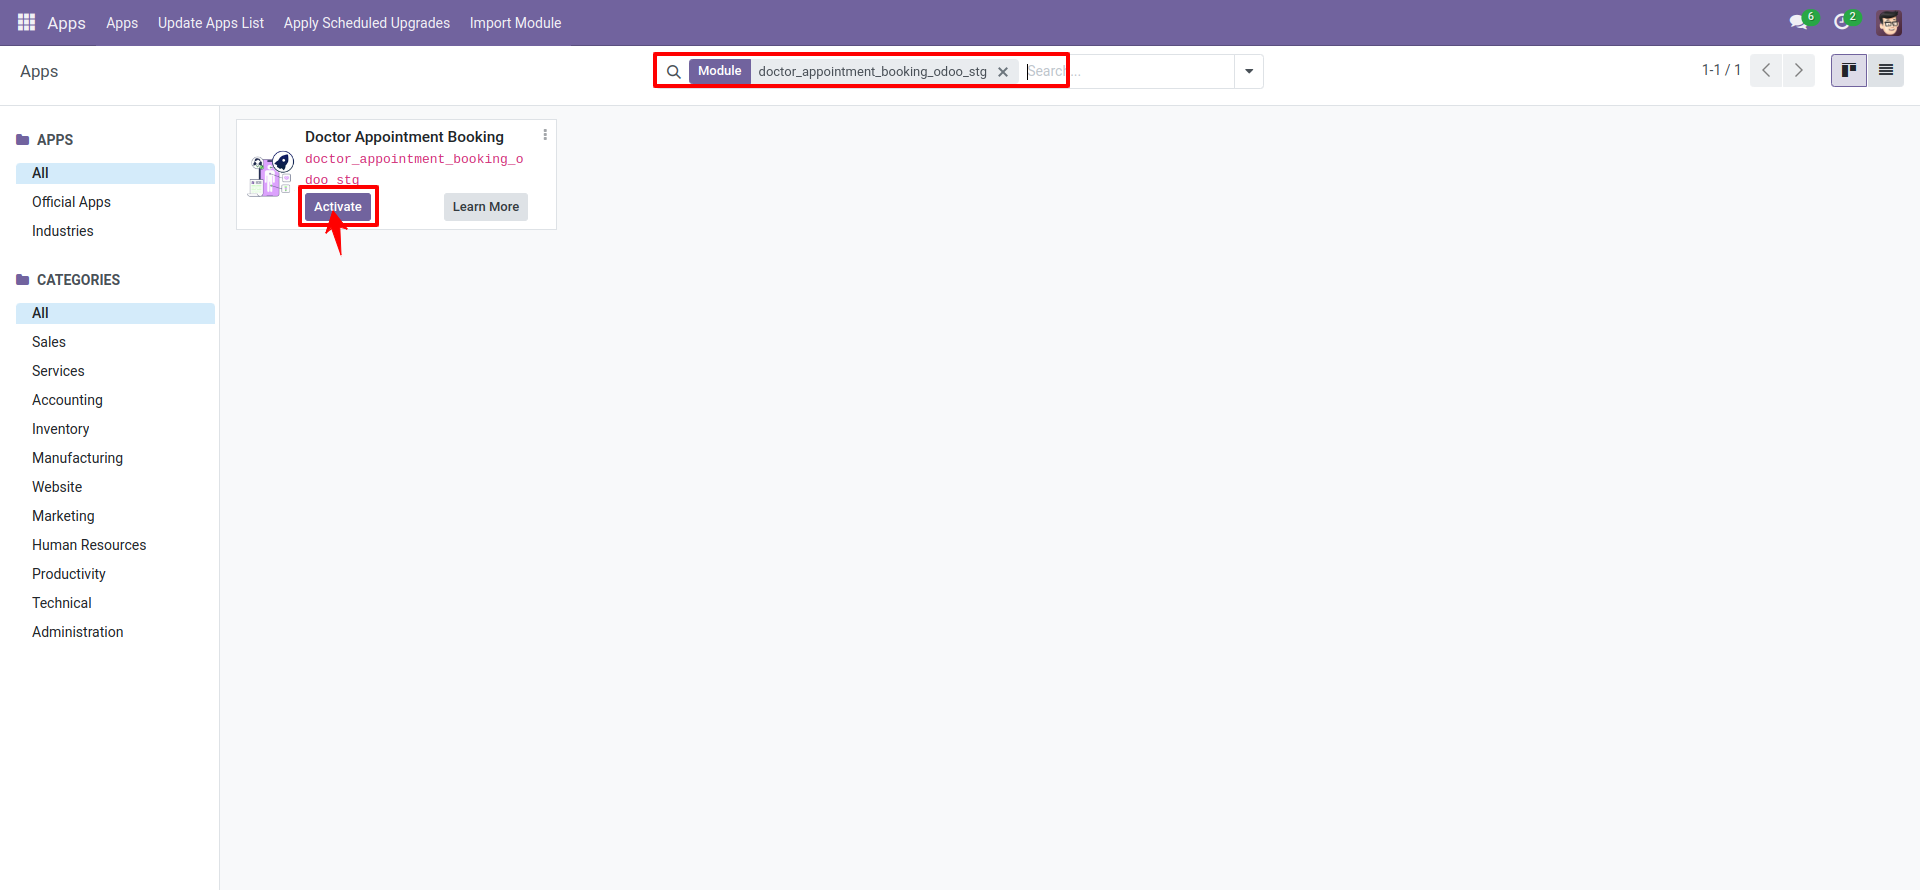 Apps Apps Update Apps List Apply Scheduled Upgrades Import Module 6 2
Apps Module doctor_appointment_booking_odoo_stg Search... 1-1 / 1
APPS
All
Official Apps
Industries
CATEGORIES
All
Sales
Services
Accounting
Inventory
Manufacturing
Website
Marketing
Human Resources
Productivity
Technical
Administration
Doctor Appointment Booking
doctor_appointment_booking_o
doo_stg
Activate Learn More